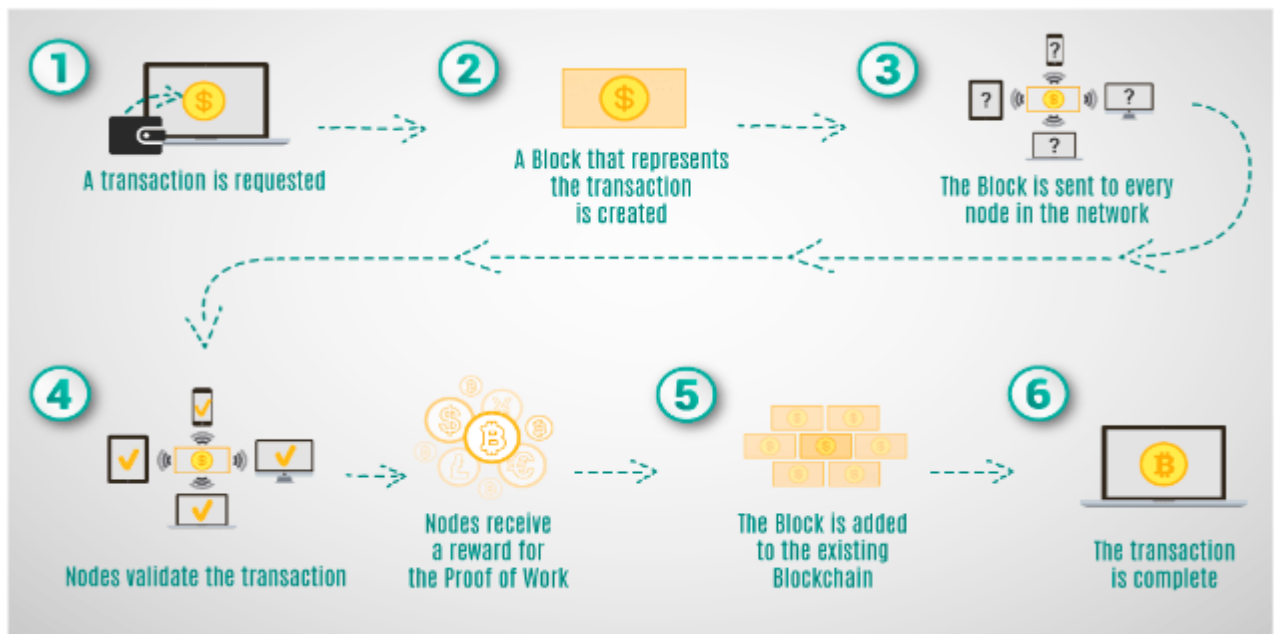 1
A transaction is requested
2
A Block that represents
the transaction
is created
3
?
?
?
?
The Block is sent to every
node in the network
4
Nodes validate the transaction
Nodes receive
a reward for
the Proof of Work
5
The Block is added
to the existing
Blockchain
6
The transaction
is complete